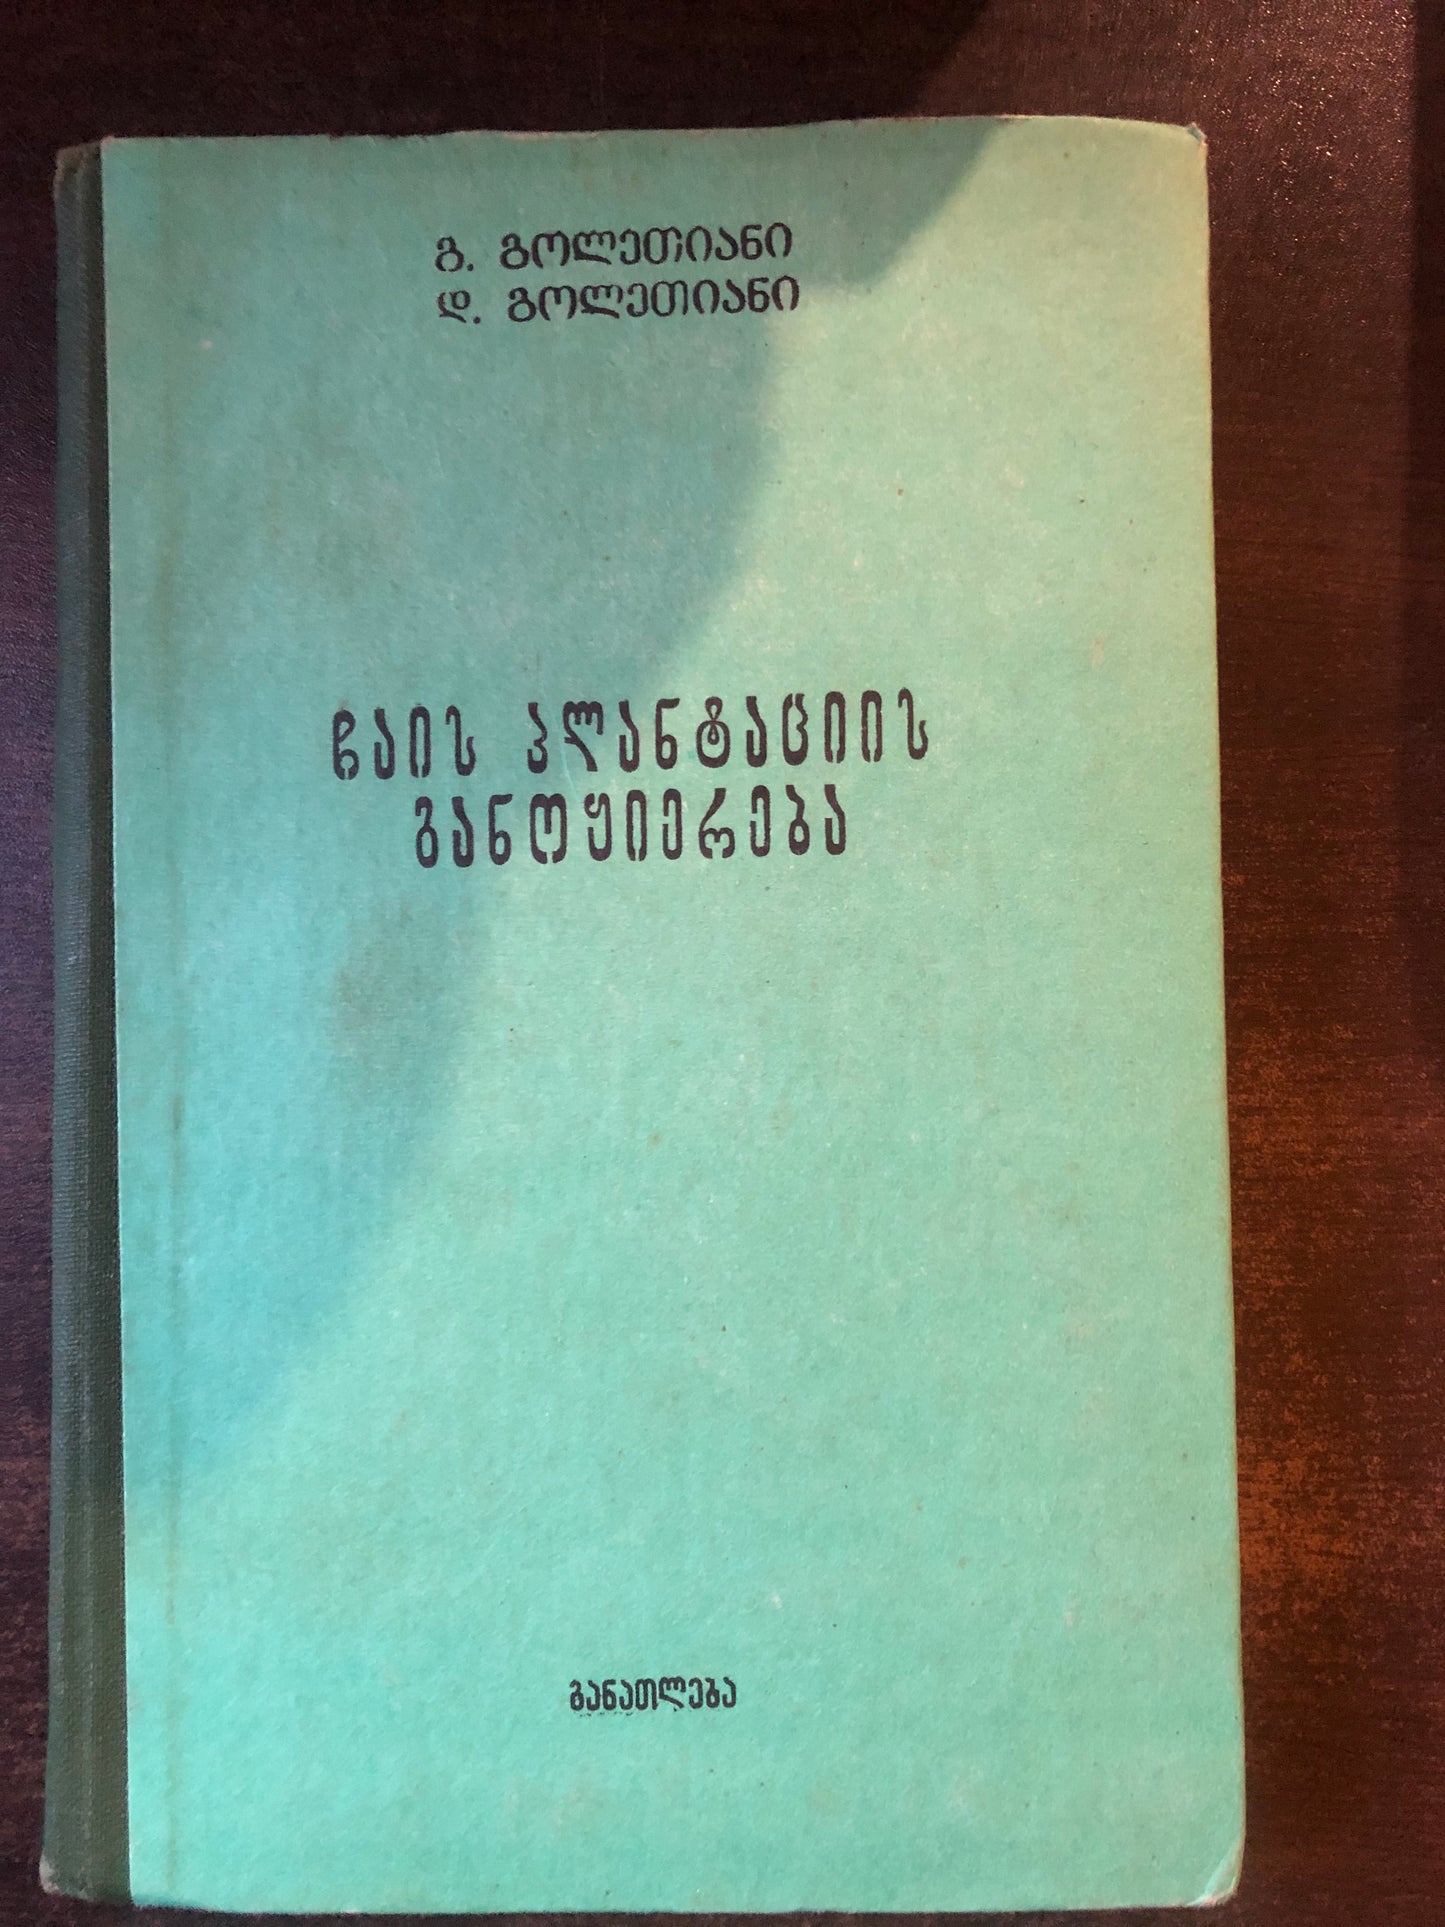 გ. გოლეთიანი
დ. გოლეთიანი
ჩაის პლანტაციის
განოყიერება
განათლება